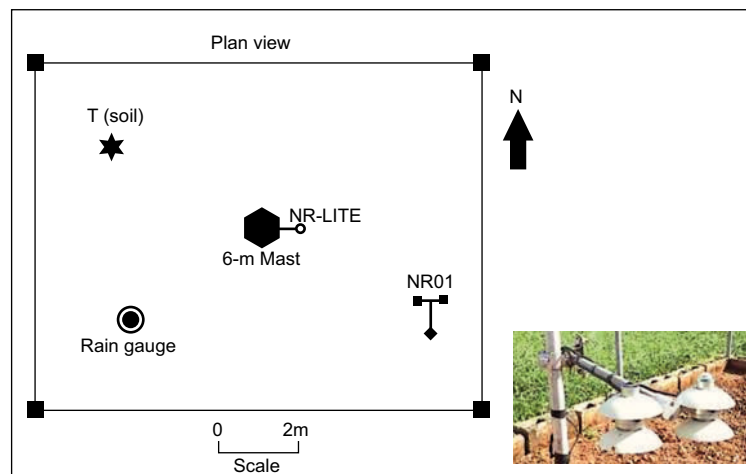 Plan view
N
T (soil)
NR-LITE
6-m Mast
NR01
Rain gauge
0 2m
Scale